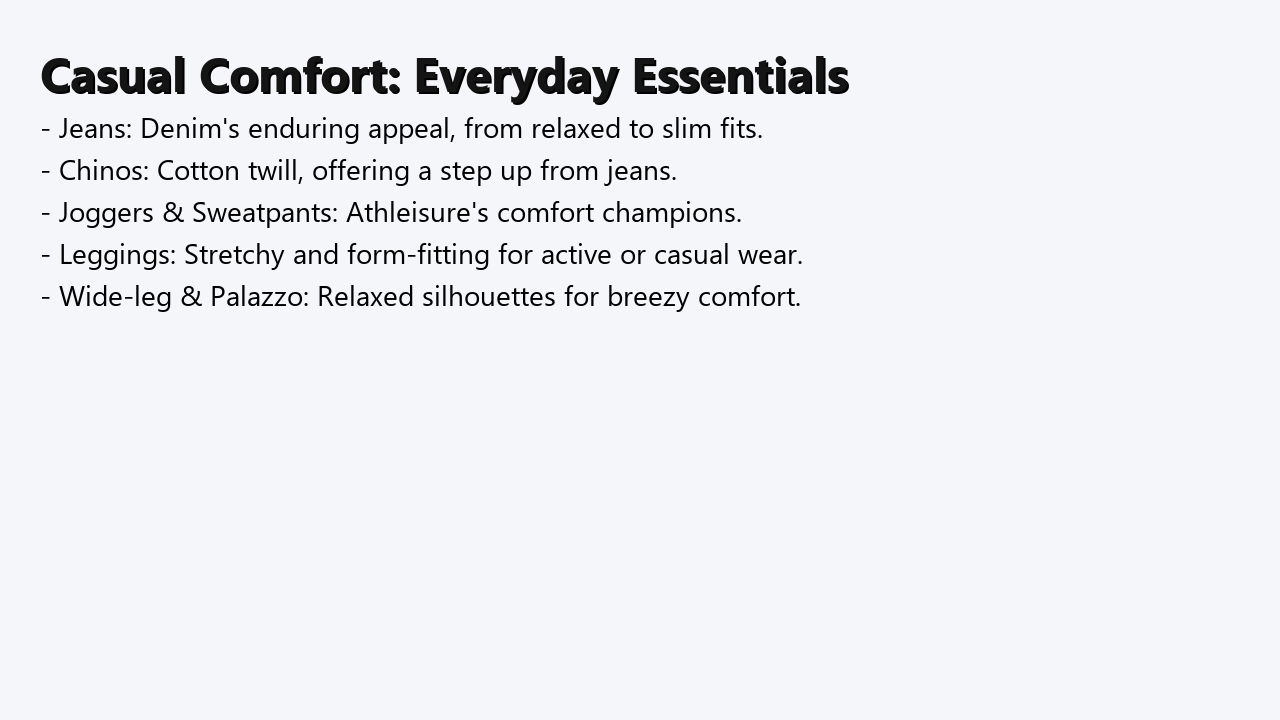 Casual Comfort: Everyday Essentials
- Jeans: Denim's enduring appeal, from relaxed to slim fits.
- Chinos: Cotton twill, offering a step up from jeans.
- Joggers & Sweatpants: Athleisure's comfort champions.
- Leggings: Stretchy and form-fitting for active or casual wear.
- Wide-leg & Palazzo: Relaxed silhouettes for breezy comfort.